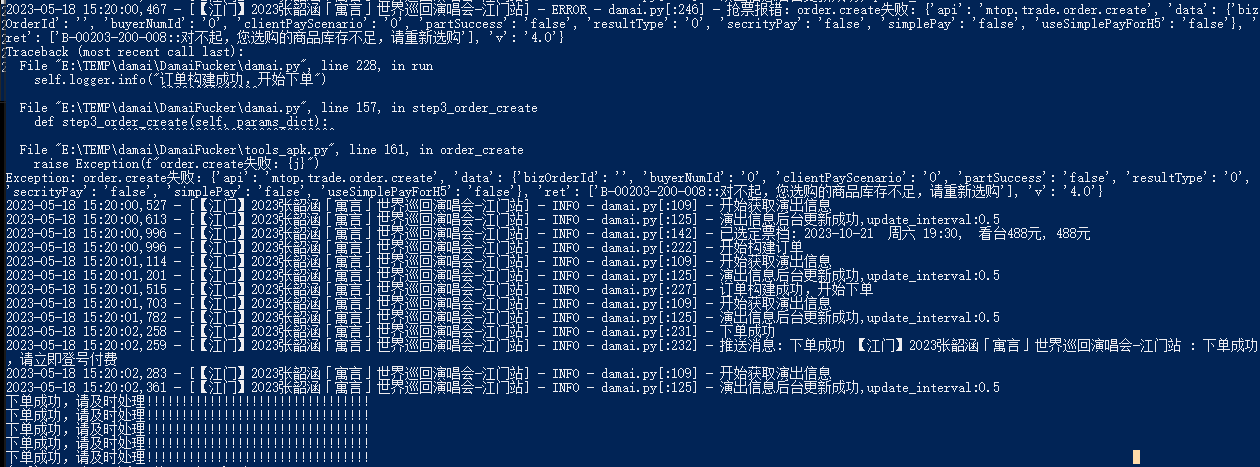 2023-05-18 15:20:00,467 - [【江门】2023张韶涵「寓言」世界巡回演唱会-江门站] - ERROR - damai.py[:246] - 抢票报错: order.create失败: {'api': 'mtop.trade.order.create', 'data': {'biz
OrderId': '', 'buyerNumId': '0', 'clientPayScenario': '0', 'partSuccess': 'false', 'resultType': '0', 'secrityPay': 'false', 'simplePay': 'false', 'useSimplePayForH5': 'false'}, '
ret': ['B-00203-200-008::对不起，您选购的商品库存不足，请重新选购'], 'v': '4.0'}
Traceback (most recent call last):
File "E:\TEMP\damai\DamaiFucker\damai.py", line 228, in run
self.logger.info("订单构建成功，开始下单")
^^^^^^^^^^^^^^
File "E:\TEMP\damai\DamaiFucker\damai.py", line 157, in step3_order_create
def step3_order_create(self, params_dict):
File "E:\TEMP\damai\DamaiFucker\tools_apk.py", line 161, in order_create
raise Exception(f"order.create失败: {j}")
Exception: order.create失败: {'api': 'mtop.trade.order.create', 'data': {'bizOrderId': '', 'buyerNumId': '0', 'clientPayScenario': '0', 'partSuccess': 'false', 'resultType': '0',
'secrityPay': 'false', 'simplePay': 'false', 'useSimplePayForH5': 'false'}, 'ret': ['B-00203-200-008::对不起，您选购的商品库存不足，请重新选购'], 'v': '4.0'}
2023-05-18 15:20:00,527 - [【江门】2023张韶涵「寓言」世界巡回演唱会-江门站] - INFO - damai.py[:109] - 开始获取演出信息
2023-05-18 15:20:00,613 - [【江门】2023张韶涵「寓言」世界巡回演唱会-江门站] - INFO - damai.py[:125] - 演出信息后台更新成功,update_interval:0.5
2023-05-18 15:20:00,996 - [【江门】2023张韶涵「寓言」世界巡回演唱会-江门站] - INFO - damai.py[:142] - 已选定票档: 2023-10-21 周六 19:30, 看台488元, 488元
2023-05-18 15:20:00,996 - [【江门】2023张韶涵「寓言」世界巡回演唱会-江门站] - INFO - damai.py[:222] - 开始构建订单
2023-05-18 15:20:01,114 - [【江门】2023张韶涵「寓言」世界巡回演唱会-江门站] - INFO - damai.py[:109] - 开始获取演出信息
2023-05-18 15:20:01,201 - [【江门】2023张韶涵「寓言」世界巡回演唱会-江门站] - INFO - damai.py[:125] - 演出信息后台更新成功,update_interval:0.5
2023-05-18 15:20:01,515 - [【江门】2023张韶涵「寓言」世界巡回演唱会-江门站] - INFO - damai.py[:227] - 订单构建成功，开始下单
2023-05-18 15:20:01,703 - [【江门】2023张韶涵「寓言」世界巡回演唱会-江门站] - INFO - damai.py[:109] - 开始获取演出信息
2023-05-18 15:20:01,782 - [【江门】2023张韶涵「寓言」世界巡回演唱会-江门站] - INFO - damai.py[:125] - 演出信息后台更新成功,update_interval:0.5
2023-05-18 15:20:02,258 - [【江门】2023张韶涵「寓言」世界巡回演唱会-江门站] - INFO - damai.py[:231] - 下单成功
2023-05-18 15:20:02,259 - [【江门】2023张韶涵「寓言」世界巡回演唱会-江门站] - INFO - damai.py[:232] - 推送消息: 下单成功 【江门】2023张韶涵「寓言」世界巡回演唱会-江门站 : 下单成功
，请立即登号付费
2023-05-18 15:20:02,283 - [【江门】2023张韶涵「寓言」世界巡回演唱会-江门站] - INFO - damai.py[:109] - 开始获取演出信息
2023-05-18 15:20:02,361 - [【江门】2023张韶涵「寓言」世界巡回演唱会-江门站] - INFO - damai.py[:125] - 演出信息后台更新成功,update_interval:0.5
下单成功，请及时处理!!!!!!!!!!!!!!!!!!!!!!!!!!!!!!!!
下单成功，请及时处理!!!!!!!!!!!!!!!!!!!!!!!!!!!!!!!!
下单成功，请及时处理!!!!!!!!!!!!!!!!!!!!!!!!!!!!!!!!
下单成功，请及时处理!!!!!!!!!!!!!!!!!!!!!!!!!!!!!!!!
下单成功，请及时处理!!!!!!!!!!!!!!!!!!!!!!!!!!!!!!!!